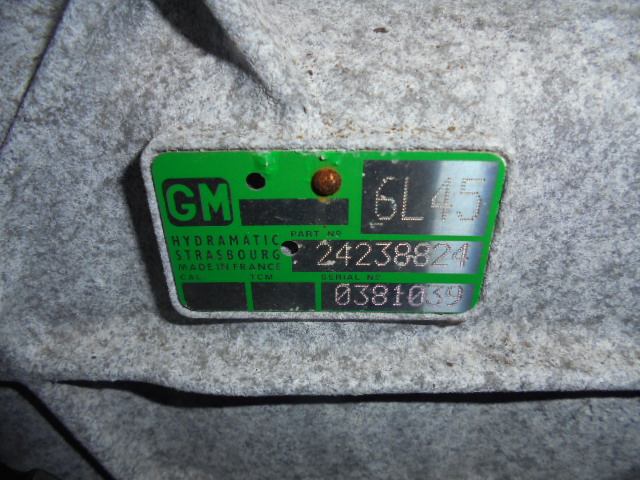 GM
6L45
HYDRAMATIC
STRASBOURG
MADE IN FRANCE
PART Nº
24238824
CAL.
TCM
SERIAL Nº
0381039